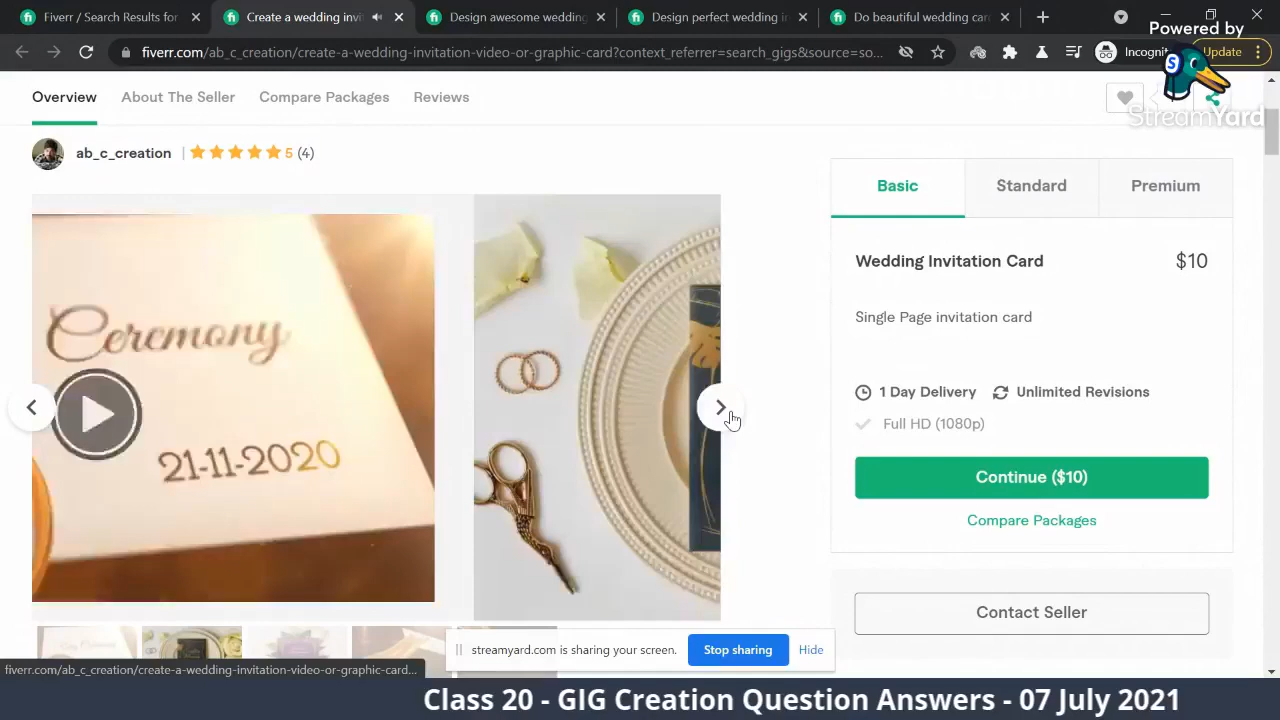 Fiverr / Search Results for
Create a wedding invi
Design awesome wedding
Design perfect wedding i
Do beautiful wedding car
Powered by
fiverr.com/ab_c_creation/create-a-wedding-invitation-video-or-graphic-card?context_referrer=search_gigs&source=so...
Incognit
Update
StreamYard
Overview
About The Seller
Compare Packages
Reviews
ab_c_creation
5 (4)
Basic
Standard
Premium
Wedding Invitation Card
$10
Single Page invitation card
1 Day Delivery
Unlimited Revisions
Full HD (1080p)
Continue ($10)
Compare Packages
Contact Seller
Ceremony
21-11-2020
streamyard.com is sharing your screen.
Stop sharing
Hide
fiverr.com/ab_c_creation/create-a-wedding-invitation-video-or-graphic-card...
Class 20 - GIG Creation Question Answers - 07 July 2021